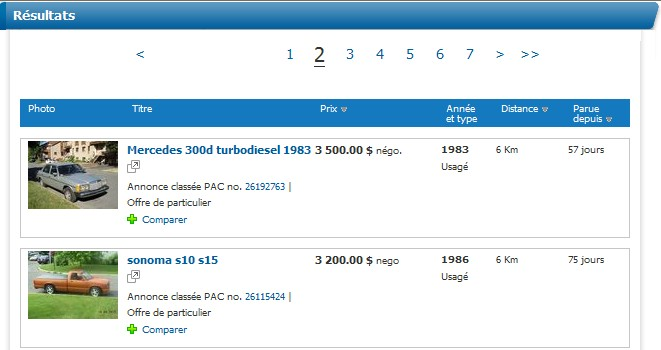 Résultats
< 1 2 3 4 5 6 7 > >>
Photo Titre Prix Année et type Distance Parue depuis
Mercedes 300d turbodiesel 1983 3 500.00 $ négo. 1983 6 Km 57 jours
Usagé
Annonce classée PAC no. 26192763 |
Offre de particulier
Comparer
sonoma s10 s15 3 200.00 $ nego 1986 6 Km 75 jours
Usagé
Annonce classée PAC no. 26115424 |
Offre de particulier
Comparer